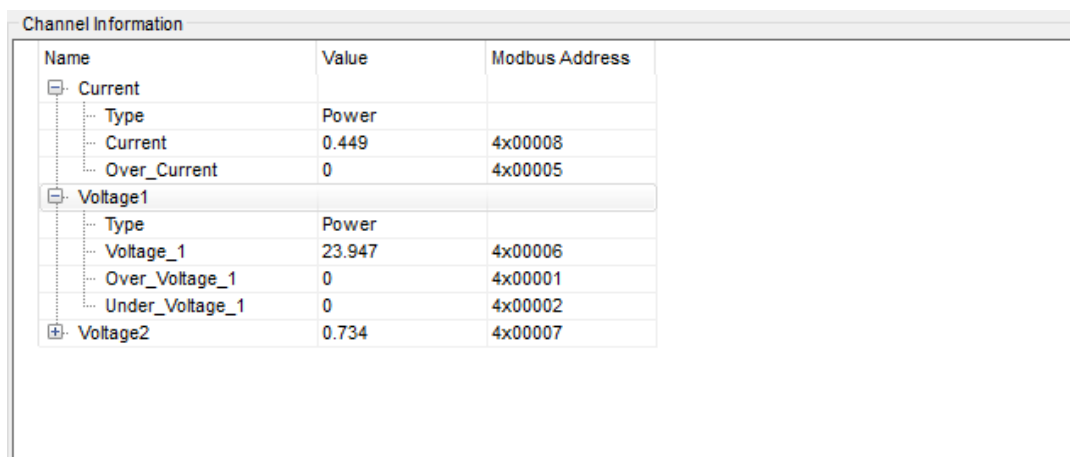 Channel Information
Name Value Modbus Address
Current
Type Power
Current 0.449 4x00008
Over_Current 0 4x00005
Voltage1
Type Power
Voltage_1 23.947 4x00006
Over_Voltage_1 0 4x00001
Under_Voltage_1 0 4x00002
Voltage2 0.734 4x00007